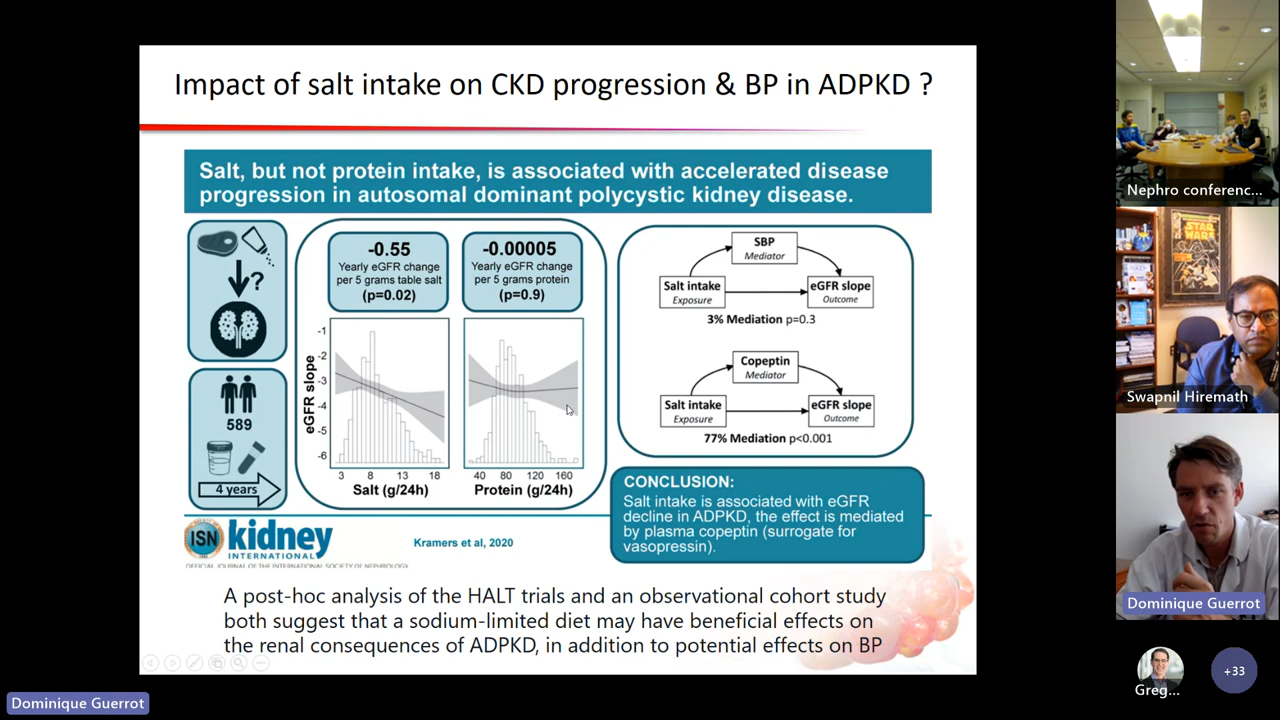 Impact of salt intake on CKD progression & BP in ADPKD ?
Salt, but not protein intake, is associated with accelerated disease
progression in autosomal dominant polycystic kidney disease.
?
589
4 years
-0.55
Yearly eGFR change
per 5 grams table salt
(p=0.02)
-0.00005
Yearly eGFR change
per 5 grams protein
(p=0.9)
eGFR slope
-1
-2
-3
-4
-5
-6
3 8 13 18
Salt (g/24h)
40 80 120 160
Protein (g/24h)
SBP
Mediator
Salt intake
Exposure
eGFR slope
Outcome
3% Mediation p=0.3
Copeptin
Mediator
Salt intake
Exposure
eGFR slope
Outcome
77% Mediation p<0.001
CONCLUSION:
Salt intake is associated with eGFR
decline in ADPKD, the effect is mediated
by plasma copeptin (surrogate for
vasopressin).
ISN
kidney
INTERNATIONAL
OFFICIAL JOURNAL OF THE INTERNATIONAL SOCIETY OF NEPHROLOGY
Kramers et al, 2020
A post-hoc analysis of the HALT trials and an observational cohort study
both suggest that a sodium-limited diet may have beneficial effects on
the renal consequences of ADPKD, in addition to potential effects on BP
Dominique Guerrot
Nephro conferenc...
STAR
WARS
Swapnil Hiremath
Dominique Guerrot
Greg...
+33